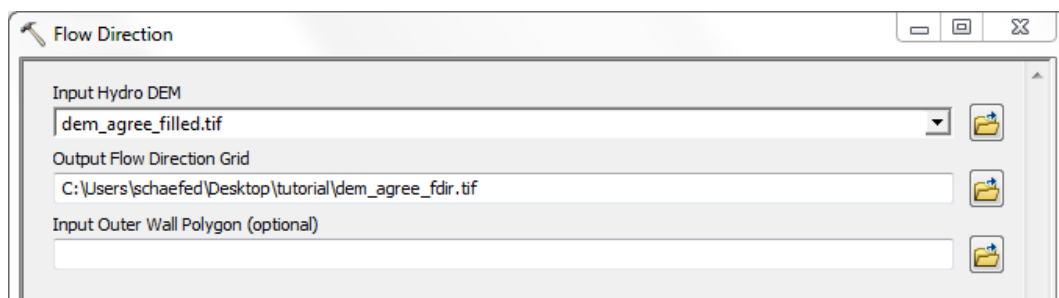 Flow Direction
Input Hydro DEM
dem_agree_filled.tif
Output Flow Direction Grid
C:\Users\schaefed\Desktop\tutorial\dem_agree_fdir.tif
Input Outer Wall Polygon (optional)